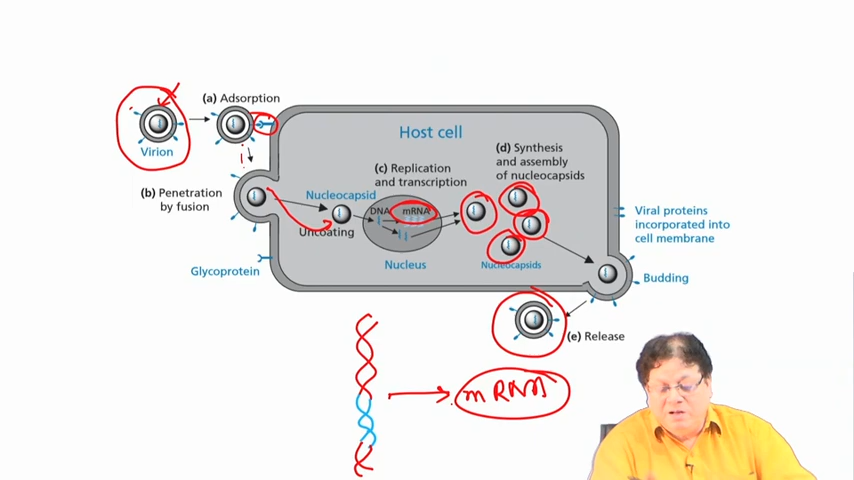 (a) Adsorption
Virion
Host cell
(d) Synthesis
and assembly
of nucleocapsids
(c) Replication
and transcription
(b) Penetration
by fusion
Nucleocapsid
DNA
mRNA
Uncoating
Nucleus
Nucleocapsids
Viral proteins
incorporated into
cell membrane
Glycoprotein
Budding
(e) Release
mRNA